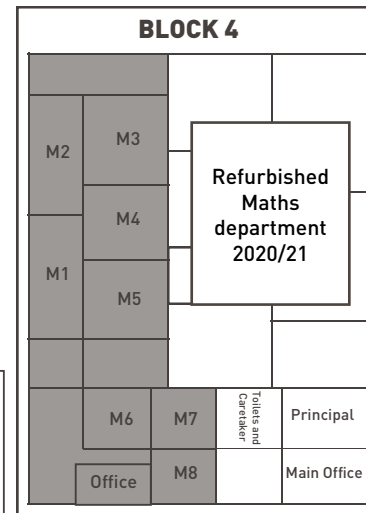 BLOCK 4
M2
M3
Refurbished
Maths
department
2020/21
M4
M1
M5
M6
M7
Toilets and
Caretaker
Principal
Office
M8
Main Office